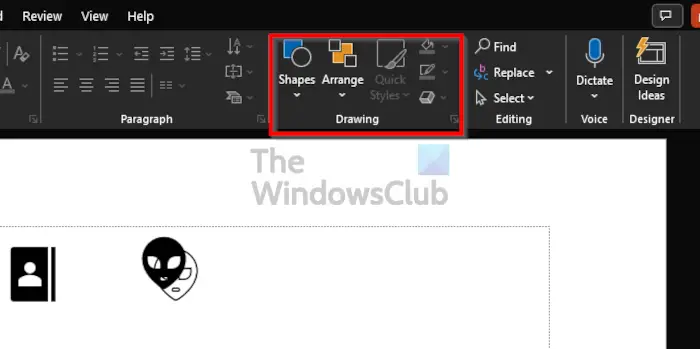 d Review View Help
Shapes Arrange Quick Styles
Find
Replace
Select
Dictate
Design Ideas
Paragraph Drawing Editing Voice Designer
The
WindowsClub